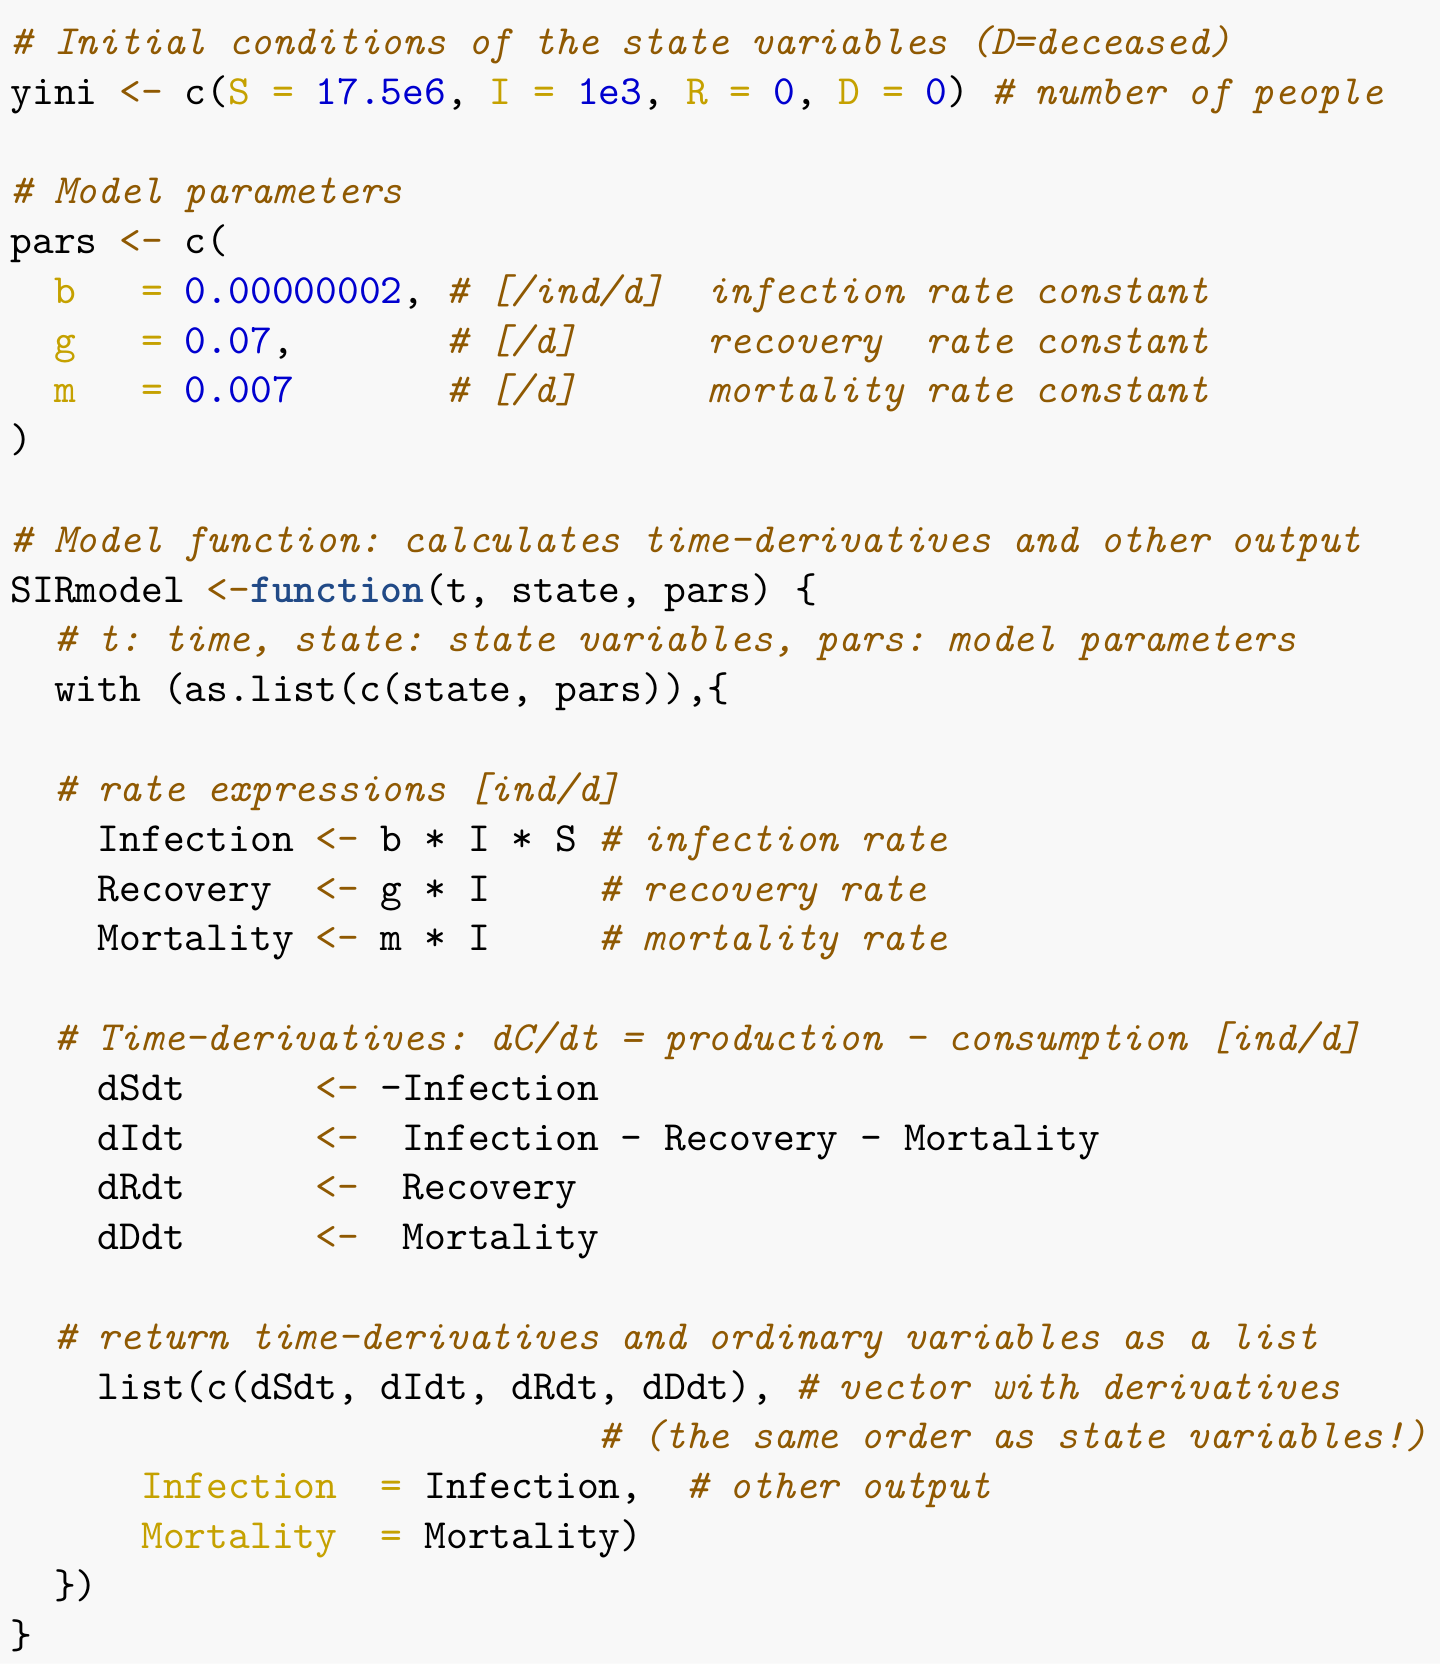 # Initial conditions of the state variables (D=deceased)
yini <- c(S = 17.5e6, I = 1e3, R = 0, D = 0) # number of people
# Model parameters
pars <- c(
  b   = 0.00000002, # [/ind/d]  infection rate constant
  g   = 0.07,       # [/d]      recovery  rate constant
  m   = 0.007       # [/d]      mortality rate constant
)
# Model function: calculates time-derivatives and other output
SIRmodel <-function(t, state, pars) {
  # t: time, state: state variables, pars: model parameters
  with (as.list(c(state, pars)),{
  # rate expressions [ind/d]
    Infection <- b * I * S # infection rate
    Recovery  <- g * I     # recovery rate
    Mortality <- m * I     # mortality rate
  # Time-derivatives: dC/dt = production - consumption [ind/d]
    dSdt      <- -Infection
    dIdt      <-  Infection - Recovery - Mortality
    dRdt      <-  Recovery
    dDdt      <-  Mortality
  # return time-derivatives and ordinary variables as a list
    list(c(dSdt, dIdt, dRdt, dDdt), # vector with derivatives
                           # (the same order as state variables!)
      Infection  = Infection,  # other output
      Mortality  = Mortality)
  })
}